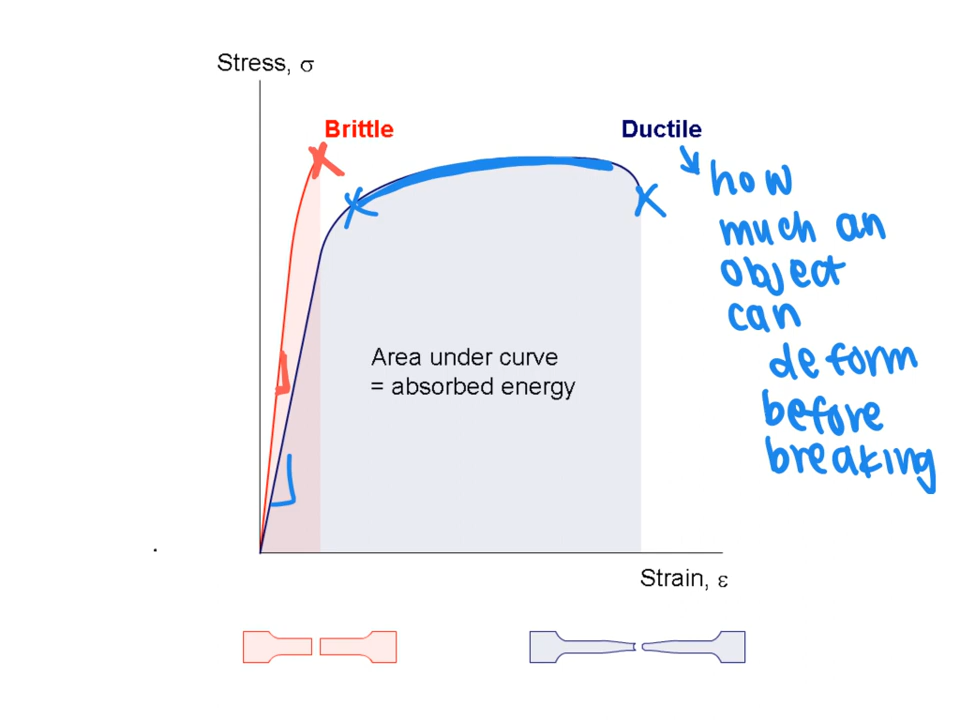 Stress, σ
Brittle
Ductile
how
much an
object
can
deform
before
breaking
Area under curve
= absorbed energy
Strain, ε